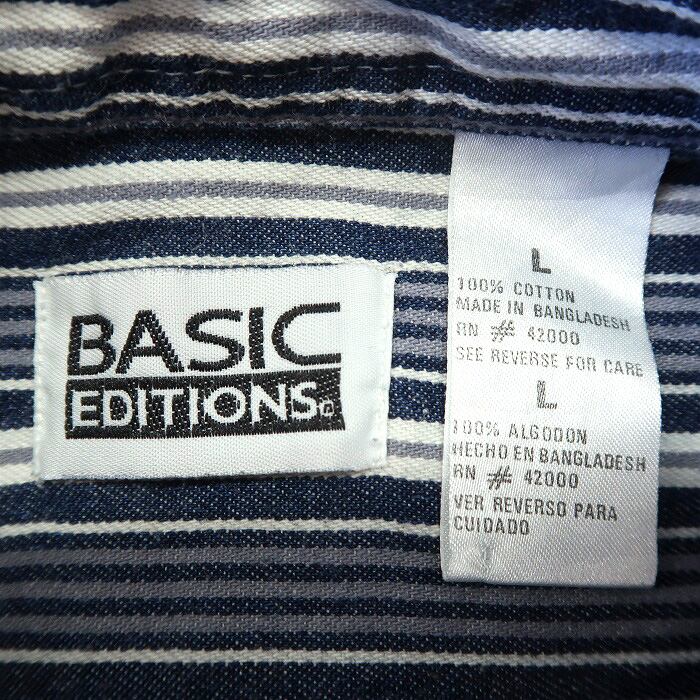 BASIC
EDITIONS
L
100% COTTON
MADE IN BANGLADESH
RN # 42000
SEE REVERSE FOR CARE
L
100% ALGODON
HECHO EN BANGLADESH
RN # 42000
VER REVERSO PARA
CUIDADO